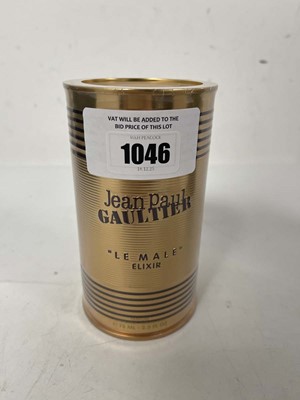 VAT WILL BE ADDED TO THE
BID PRICE OF THIS LOT
1046
Jean Paul
GAULTIER
"LE MALE"
ELIXIR